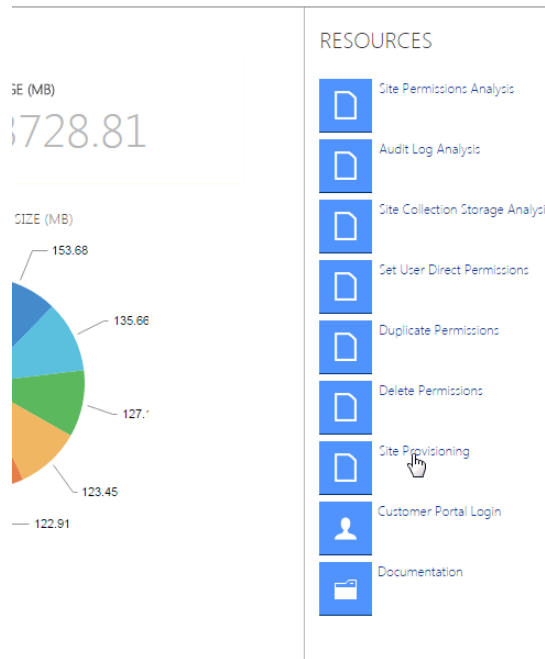 RESOURCES
GE (MB)
3728.81
SIZE (MB)
153.68
135.66
127.
123.45
122.91
Site Permissions Analysis
Audit Log Analysis
Site Collection Storage Analysi
Set User Direct Permissions
Duplicate Permissions
Delete Permissions
Site Provisioning
Customer Portal Login
Documentation